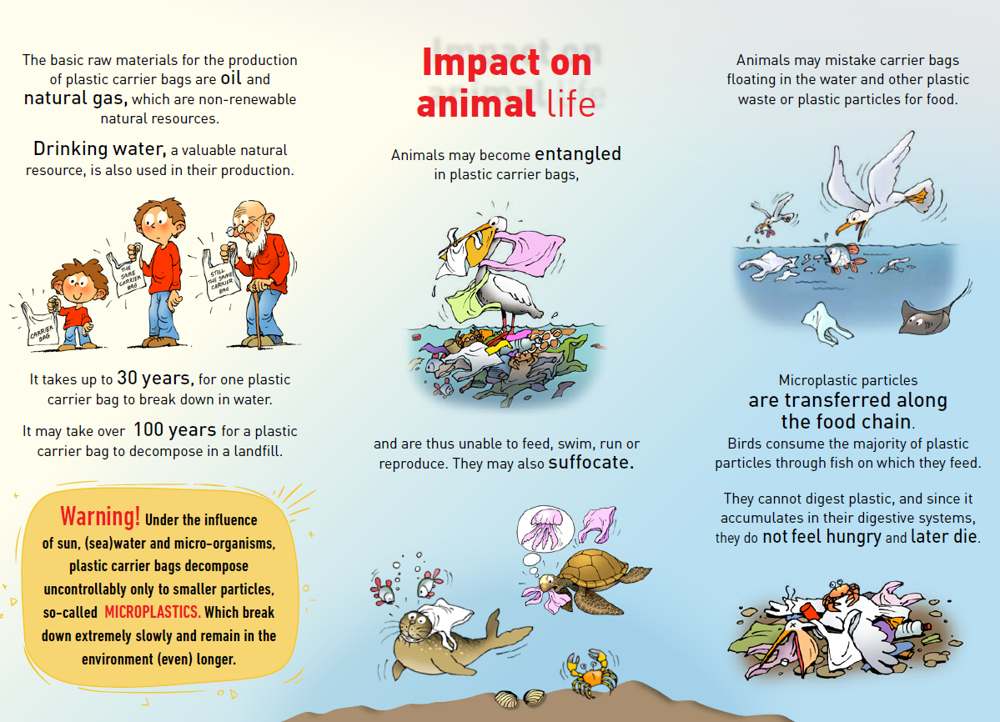 The basic raw materials for the production
of plastic carrier bags are oil and
natural gas, which are non-renewable
natural resources.
Drinking water, a valuable natural
resource, is also used in their production.
CARRIER
BAG
THE
SAME
CARRIER
BAG
STILL
THE SAME
CARRIER
BAG
It takes up to 30 years, for one plastic
carrier bag to break down in water.
It may take over 100 years for a plastic
carrier bag to decompose in a landfill.
Warning! Under the influence
of sun, (sea)water and micro-organisms,
plastic carrier bags decompose
uncontrollably only to smaller particles,
so-called MICROPLASTICS. Which break
down extremely slowly and remain in the
environment (even) longer.
Impact on
animal life
Animals may become entangled
in plastic carrier bags,
and are thus unable to feed, swim, run or
reproduce. They may also suffocate.
Animals may mistake carrier bags
floating in the water and other plastic
waste or plastic particles for food.
Microplastic particles
are transferred along
the food chain.
Birds consume the majority of plastic
particles through fish on which they feed.
They cannot digest plastic, and since it
accumulates in their digestive systems,
they do not feel hungry and later die.